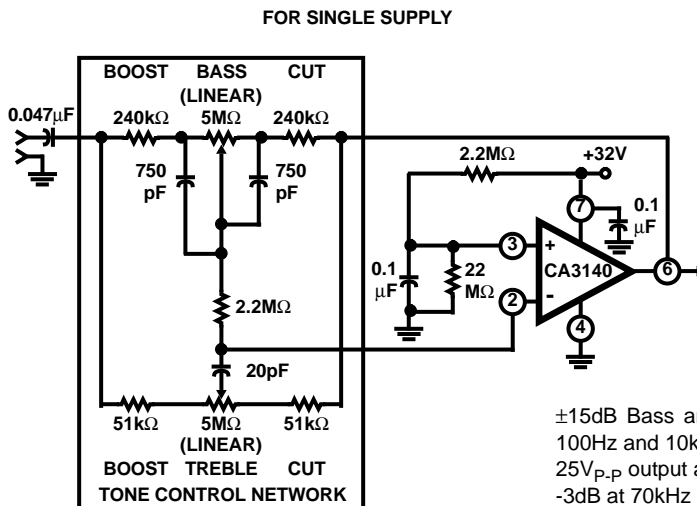 FOR SINGLE SUPPLY
BOOST BASS CUT
(LINEAR)
0.047μF
240kΩ 5MΩ 240kΩ
750
pF
750
pF
2.2MΩ
+32V
7
0.1
μF
3
+
CA3140
6
0.1
μF
22
MΩ
2
-
4
2.2MΩ
20pF
51kΩ 5MΩ 51kΩ
(LINEAR)
BOOST TREBLE CUT
TONE CONTROL NETWORK
±15dB Bass an
100Hz and 10k
25VP-P output a
-3dB at 70kHz